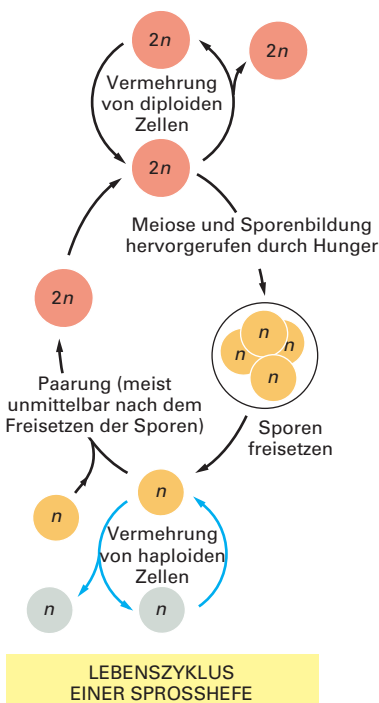 2n
2n
Vermehrung
von diploiden
Zellen
2n
Meiose und Sporenbildung
hervorgerufen durch Hunger
2n
n
n
n
n
Paarung (meist
unmittelbar nach dem
Freisetzen der Sporen)
Sporen
freisetzen
n
n
Vermehrung
von haploiden
Zellen
n
n
LEBENSZYKLUS
EINER SPROSSHEFE